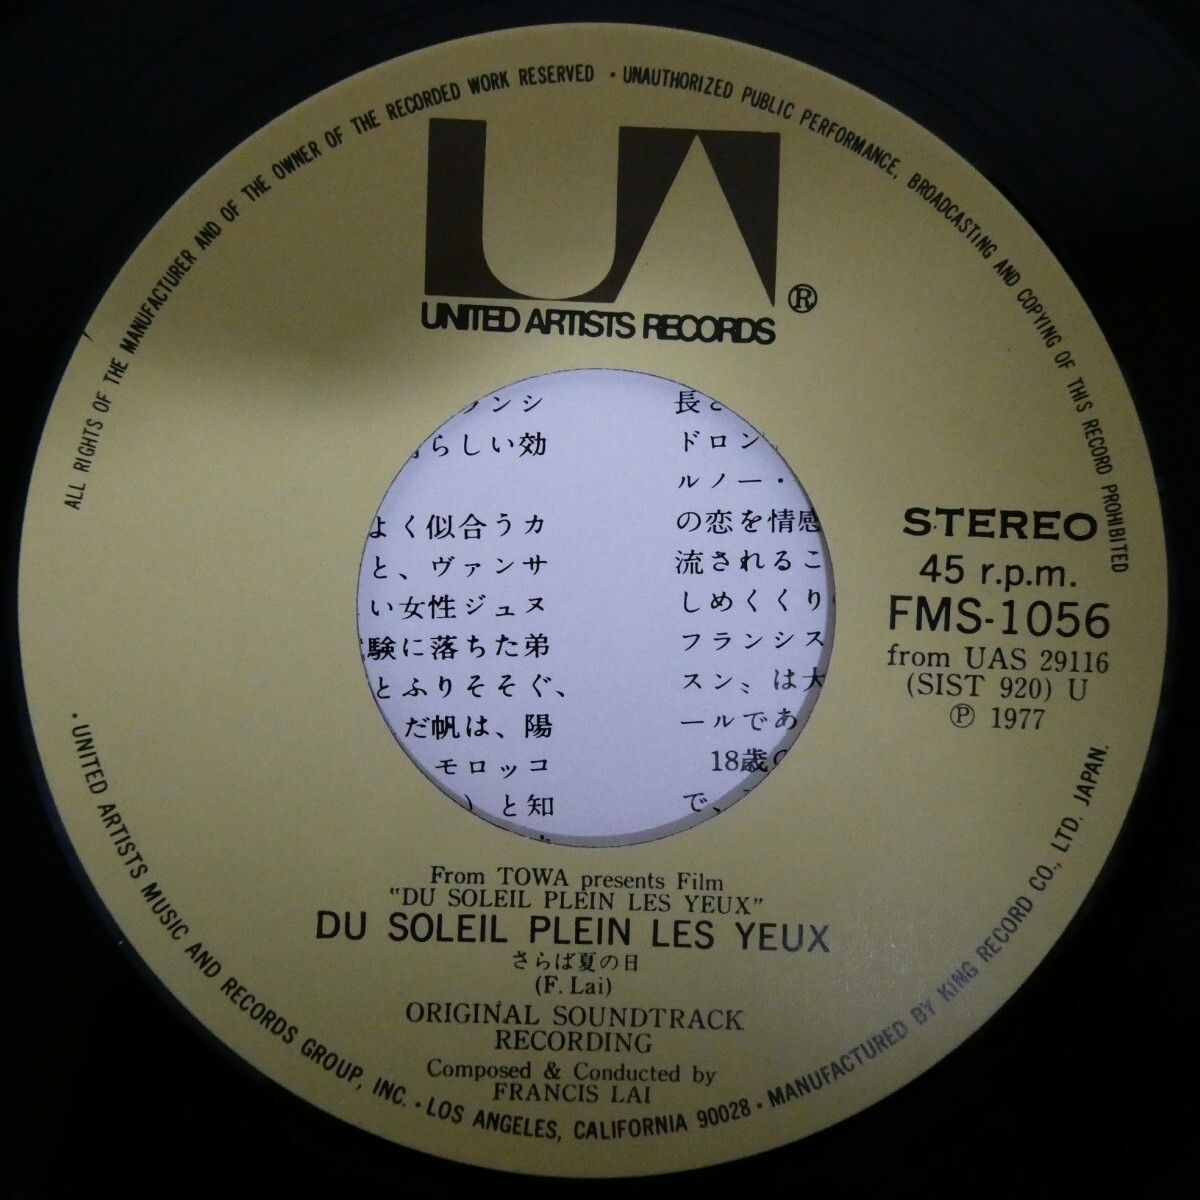 ALL RIGHTS OF THE MANUFACTURER AND OF THE OWNER OF THE RECORDED WORK RESERVED · UNAUTHORIZED PUBLIC PERFORMANCE, BROADCASTING AND COPYING OF THIS RECORD PROHIBITED
UA ®
UNITED ARTISTS RECORDS
ンシ
らしい効
よく似合うカ
と、ヴァンサ
い女性ジュヌ
験に落ちた弟
とふりそそぐ、
だ帆は、陽
モロッコ
)と知
長と
ドロン
ルノー・
の恋を情感
流されるこ
しめくくり
フランシス
スン〟は大
ールであ
18歳の
で、
STEREO
45 r.p.m.
FMS-1056
from UAS 29116
(SIST 920) U
℗ 1977
From TOWA presents Film
"DU SOLEIL PLEIN LES YEUX"
DU SOLEIL PLEIN LES YEUX
さらば夏の日
(F. Lai)
ORIGINAL SOUNDTRACK
RECORDING
Composed & Conducted by
FRANCIS LAI
· UNITED ARTISTS MUSIC AND RECORDS GROUP, INC. · LOS ANGELES, CALIFORNIA 90028 · MANUFACTURED BY KING RECORD CO., LTD. JAPAN.